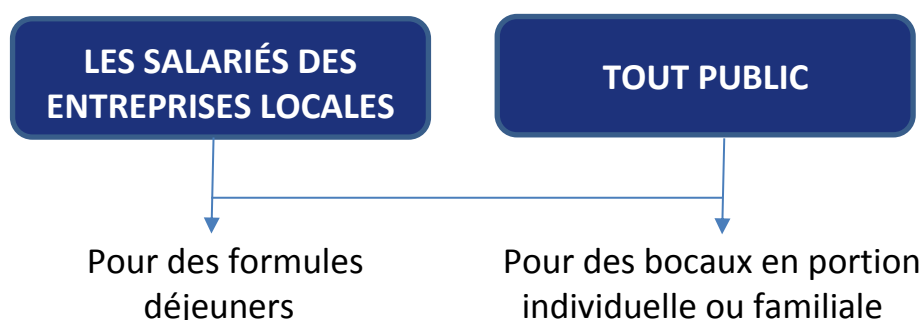 LES SALARIÉS DES
ENTREPRISES LOCALES
TOUT PUBLIC
Pour des formules
déjeuners
Pour des bocaux en portion
individuelle ou familiale